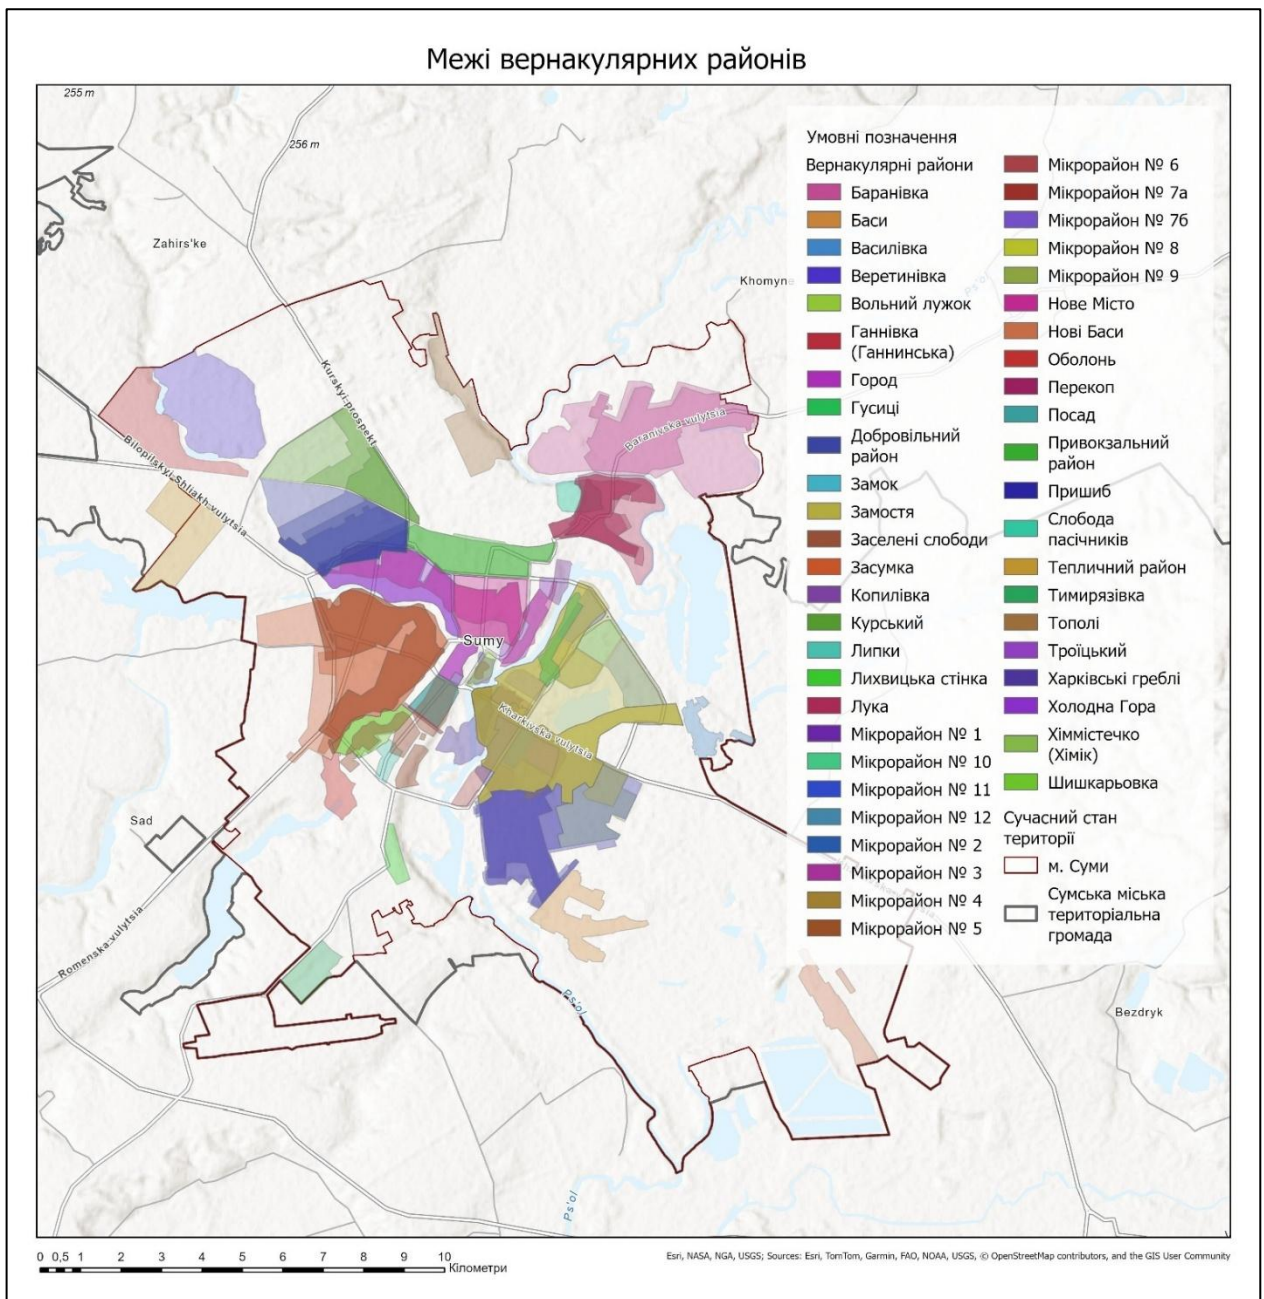 Межі вернакулярних районів
255 m
256 m
Zahirs'ke
Khomyne
Ps'ol
Kurskyi prospekt
Baranivska vulytsia
Bilopilskyi Shliakh vulytsia
Sumy
Kharkivska vulytsia
Sad
Romenska vulytsia
Ps'ol
Bezdryk
Ps'ol
Умовні позначення
Вернакулярні райони
Баранівка
Баси
Василівка
Веретинівка
Вольний лужок
Ганнівка
(Ганнинська)
Город
Гусиці
Добровільний
район
Замок
Замостя
Заселені слободи
Засумка
Копилівка
Курський
Липки
Лихвицька стінка
Лука
Мікрорайон № 1
Мікрорайон № 10
Мікрорайон № 11
Мікрорайон № 12
Мікрорайон № 2
Мікрорайон № 3
Мікрорайон № 4
Мікрорайон № 5
Мікрорайон № 6
Мікрорайон № 7а
Мікрорайон № 7б
Мікрорайон № 8
Мікрорайон № 9
Нове Місто
Нові Баси
Оболонь
Перекоп
Посад
Привокзальний
район
Пришиб
Слобода
пасічників
Тепличний район
Тимирязівка
Тополі
Троїцький
Харківські греблі
Холодна Гора
Хіммістечко
(Хімік)
Шишкарьовка
Сучасний стан
території
м. Суми
Сумська міська
територіальна
громада
0 0,5 1 2 3 4 5 6 7 8 9 10
Кілометри
Esri, NASA, NGA, USGS; Sources: Esri, TomTom, Garmin, FAO, NOAA, USGS, © OpenStreetMap contributors, and the GIS User Community